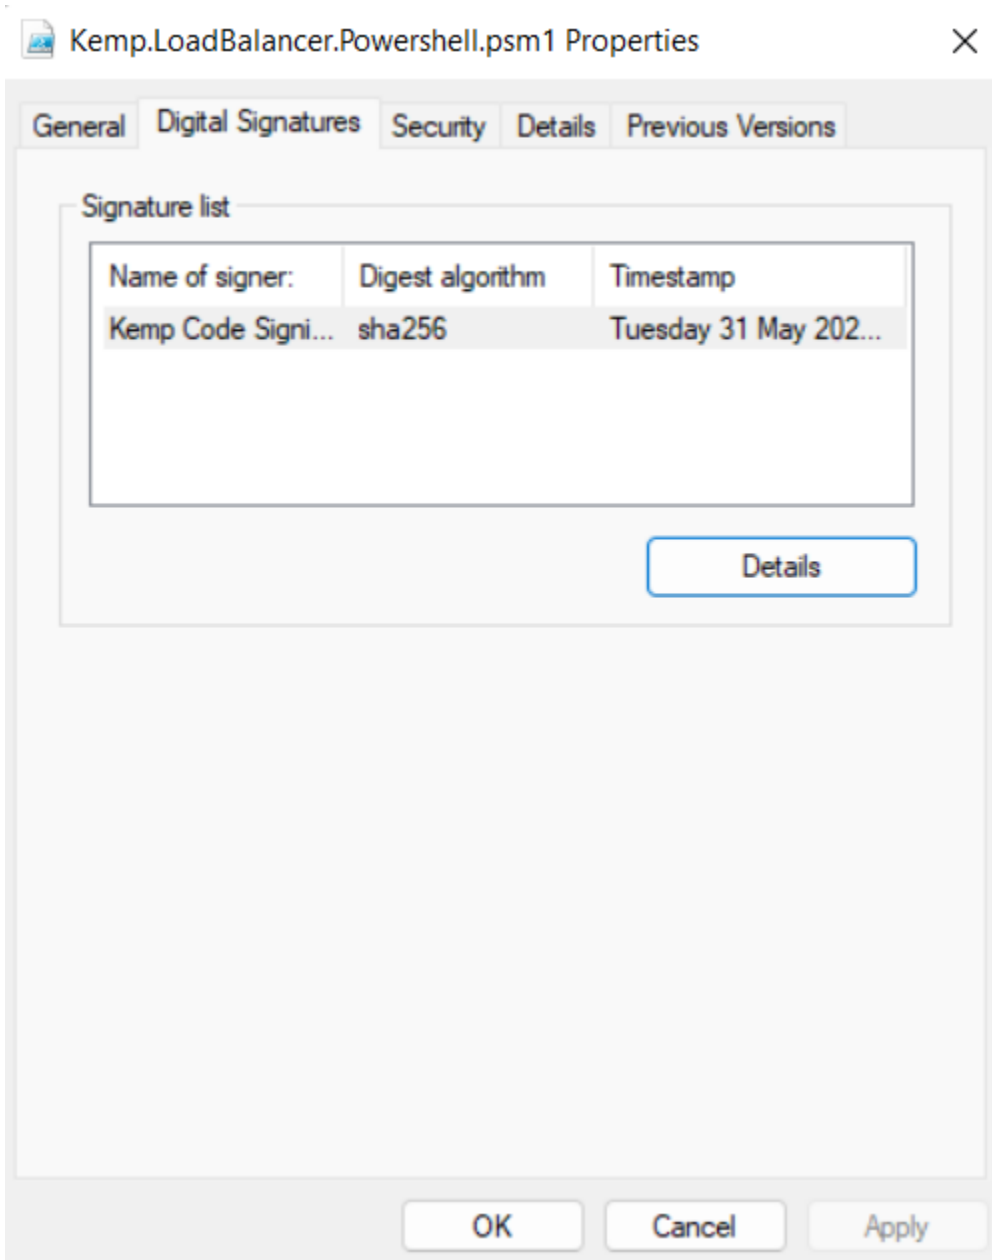 Kemp.LoadBalancer.Powershell.psm1 Properties
General Digital Signatures Security Details Previous Versions
Signature list
Name of signer: Digest algorithm Timestamp
Kemp Code Signi... sha256 Tuesday 31 May 202...
Details
OK Cancel Apply